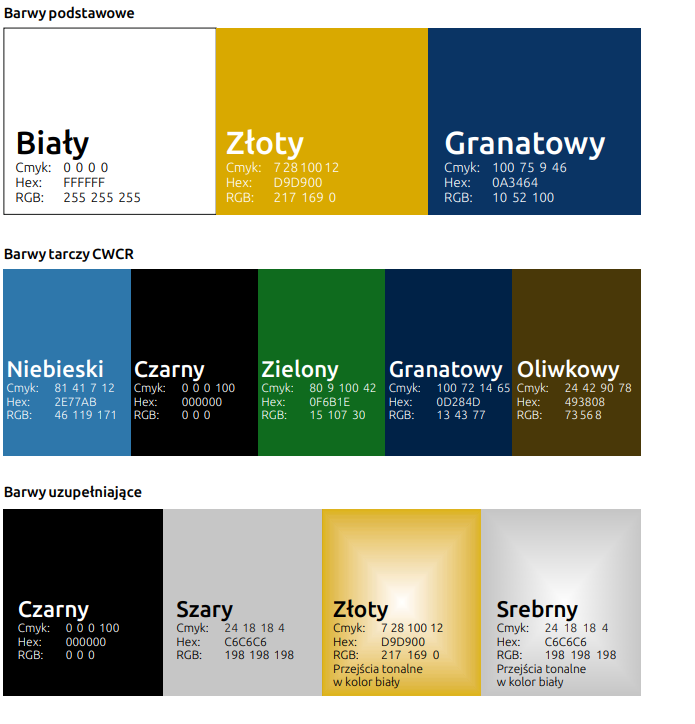 Barwy podstawowe
Biały
Cmyk: 0 0 0 0
Hex: FFFFFF
RGB: 255 255 255
Złoty
Cmyk: 7 28 100 12
Hex: D9D900
RGB: 217 169 0
Granatowy
Cmyk: 100 75 9 46
Hex: 0A3464
RGB: 10 52 100
Barwy tarczy CWCR
Niebieski
Cmyk: 81 41 7 12
Hex: 2E77AB
RGB: 46 119 171
Czarny
Cmyk: 0 0 0 100
Hex: 000000
RGB: 0 0 0
Zielony
Cmyk: 80 9 100 42
Hex: 0F6B1E
RGB: 15 107 30
Granatowy
Cmyk: 100 72 14 65
Hex: 0D284D
RGB: 13 43 77
Oliwkowy
Cmyk: 24 42 90 78
Hex: 493808
RGB: 73 56 8
Barwy uzupełniające
Czarny
Cmyk: 0 0 0 100
Hex: 000000
RGB: 0 0 0
Szary
Cmyk: 24 18 18 4
Hex: C6C6C6
RGB: 198 198 198
Złoty
Cmyk: 7 28 100 12
Hex: D9D900
RGB: 217 169 0
Przejścia tonalne
w kolor biały
Srebrny
Cmyk: 24 18 18 4
Hex: C6C6C6
RGB: 198 198 198
Przejścia tonalne
w kolor biały